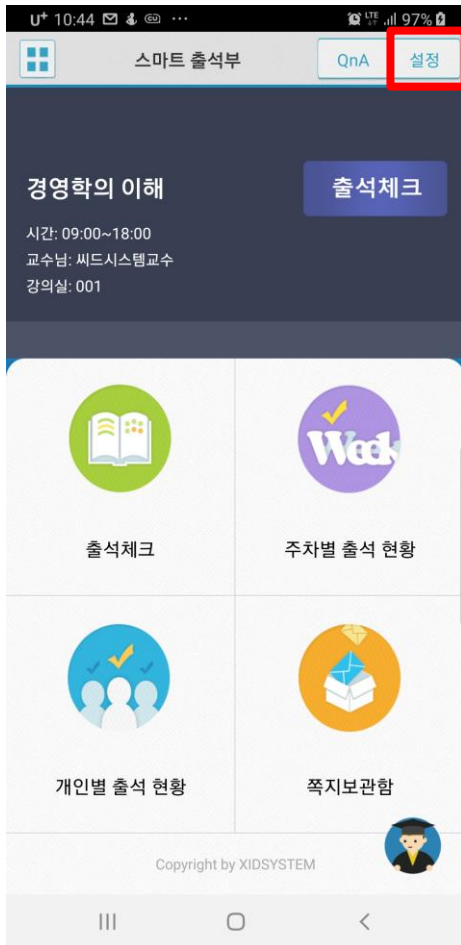 U+ 10:44
LTE 97%
스마트 출석부
QnA
설정
경영학의 이해
출석체크
시간: 09:00~18:00
교수님: 씨드시스템교수
강의실: 001
Week
출석체크
주차별 출석 현황
개인별 출석 현황
쪽지보관함
Copyright by XIDSYSTEM